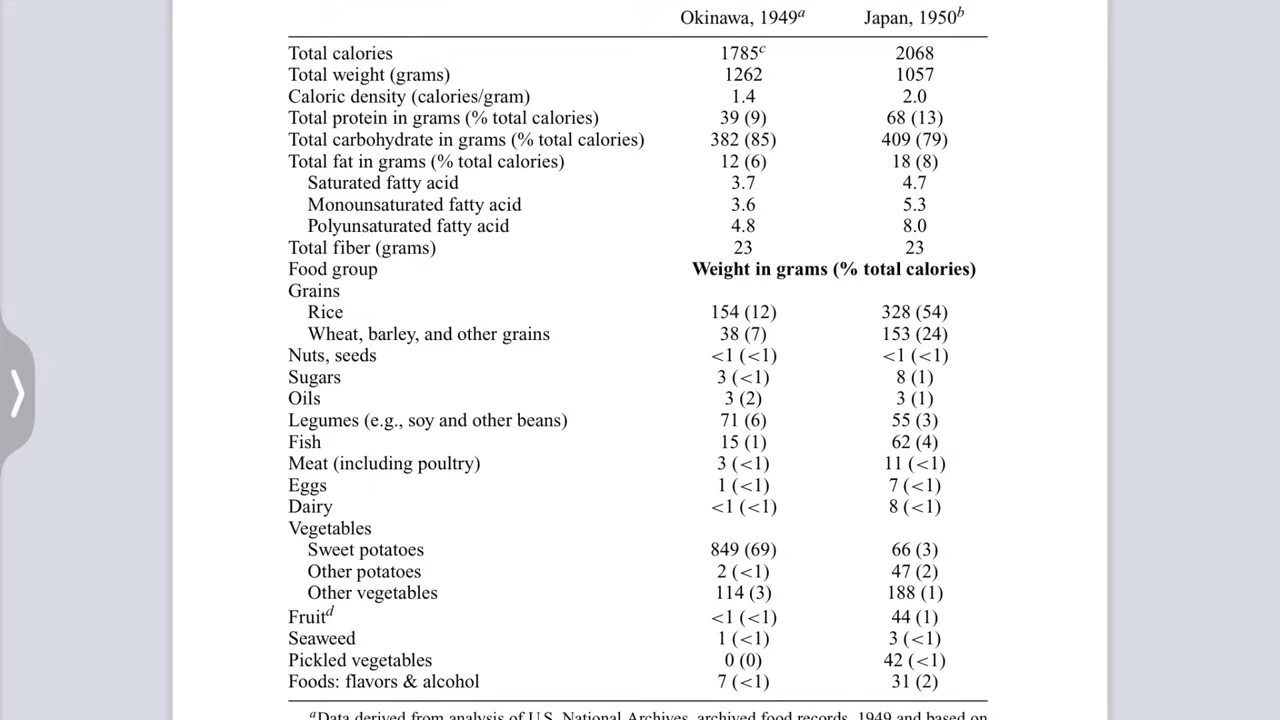 Okinawa, 1949a Japan, 1950b
Total calories 1785c 2068
Total weight (grams) 1262 1057
Caloric density (calories/gram) 1.4 2.0
Total protein in grams (% total calories) 39 (9) 68 (13)
Total carbohydrate in grams (% total calories) 382 (85) 409 (79)
Total fat in grams (% total calories) 12 (6) 18 (8)
Saturated fatty acid 3.7 4.7
Monounsaturated fatty acid 3.6 5.3
Polyunsaturated fatty acid 4.8 8.0
Total fiber (grams) 23 23
Food group Weight in grams (% total calories)
Grains
Rice 154 (12) 328 (54)
Wheat, barley, and other grains 38 (7) 153 (24)
Nuts, seeds <1 (<1) <1 (<1)
Sugars 3 (<1) 8 (1)
Oils 3 (2) 3 (1)
Legumes (e.g., soy and other beans) 71 (6) 55 (3)
Fish 15 (1) 62 (4)
Meat (including poultry) 3 (<1) 11 (<1)
Eggs 1 (<1) 7 (<1)
Dairy <1 (<1) 8 (<1)
Vegetables
Sweet potatoes 849 (69) 66 (3)
Other potatoes 2 (<1) 47 (2)
Other vegetables 114 (3) 188 (1)
Fruitd <1 (<1) 44 (1)
Seaweed 1 (<1) 3 (<1)
Pickled vegetables 0 (0) 42 (<1)
Foods: flavors & alcohol 7 (<1) 31 (2)
aData derived from analysis of U.S. National Archives, archived food records, 1949 and based on